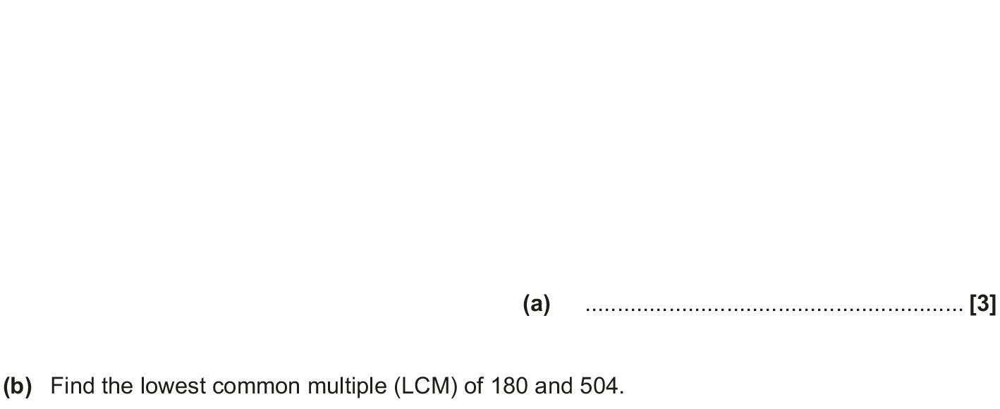 (a) ........................................................... [3]
(b) Find the lowest common multiple (LCM) of 180 and 504.